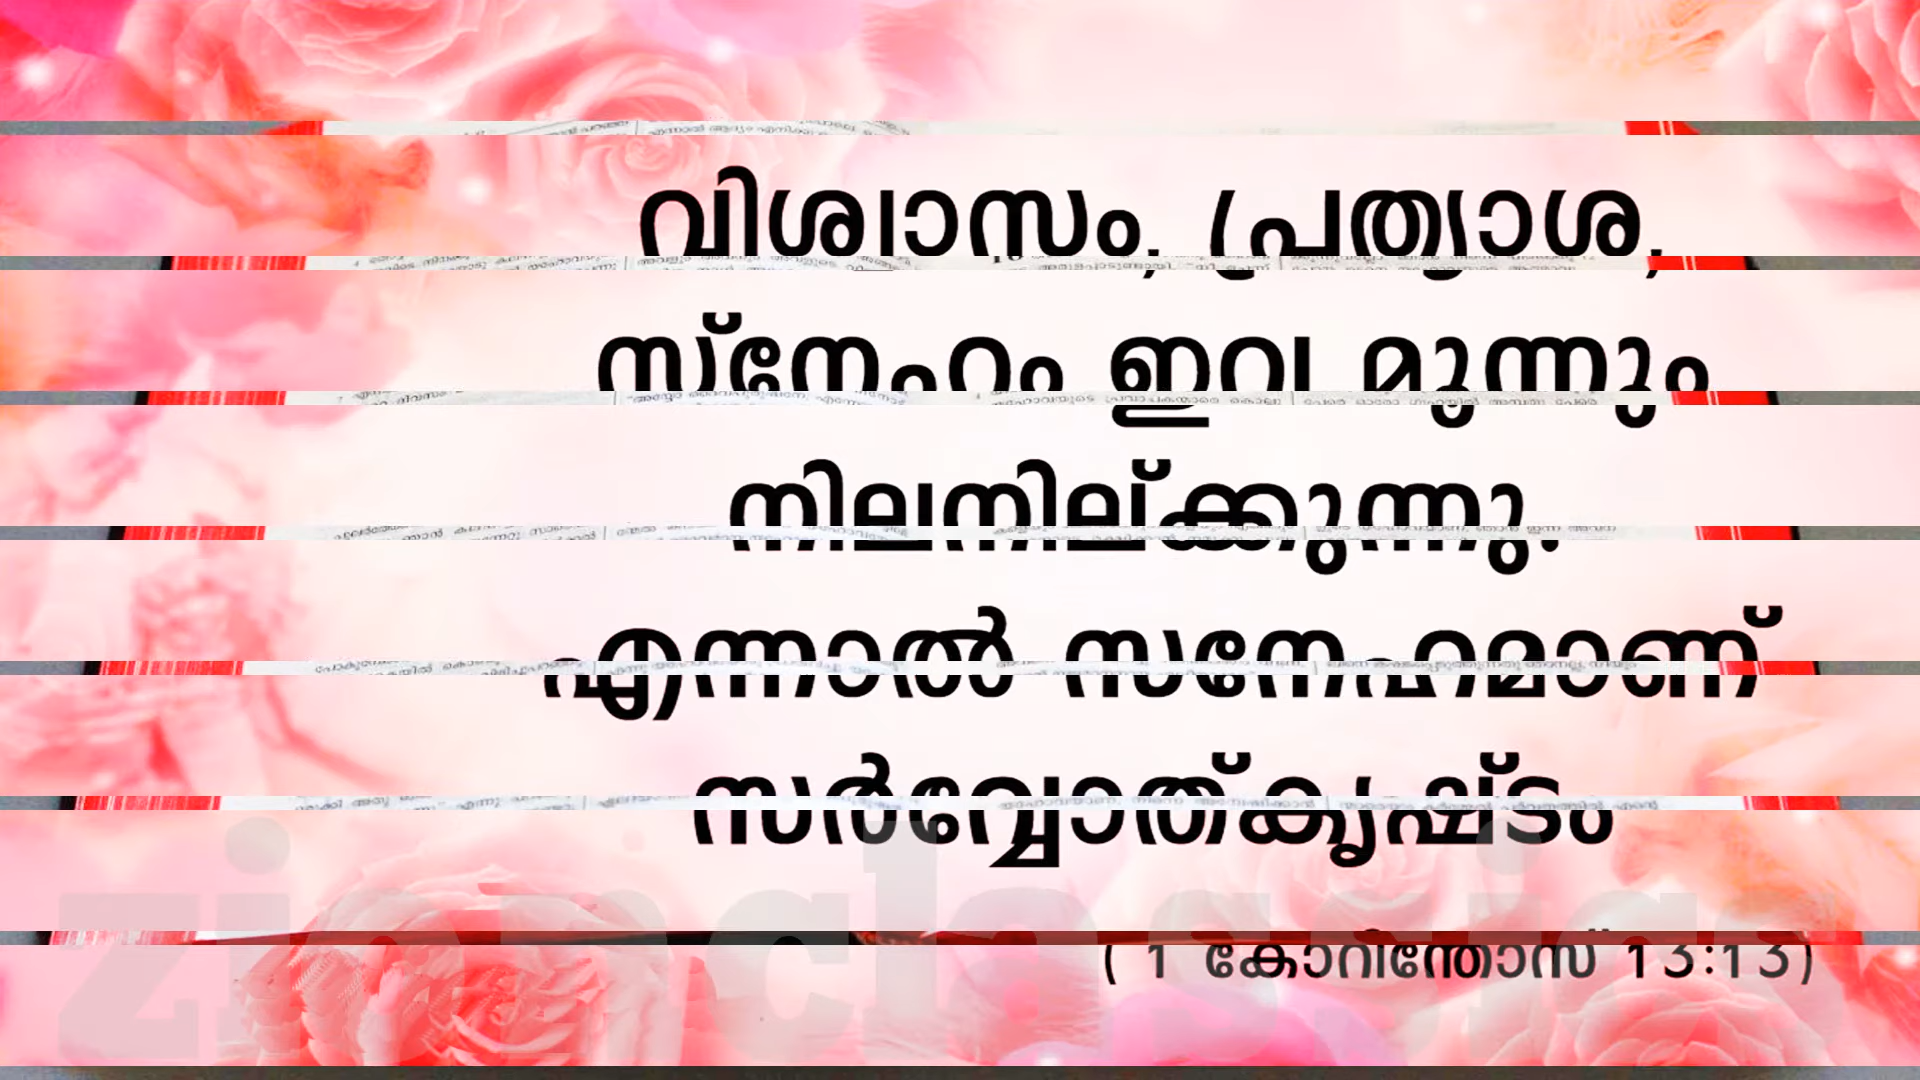 വിശ്വാസം, പ്രത്യാശ,
സ്നേഹം ഇവ മൂന്നും
നിലനില്ക്കുന്നു.
എന്നാൽ സ്നേഹമാണ്
സർവ്വോത്കൃഷ്ടം
( 1 കോറിന്തോസ് 13:13)